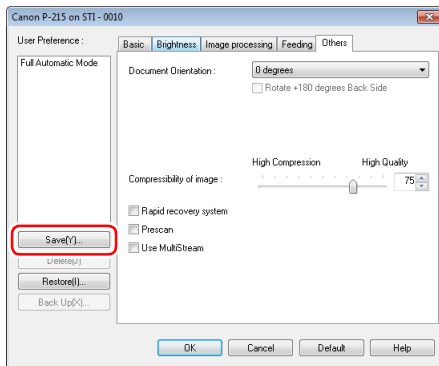 Canon P-215 on STI - 0010
User Preference :
Full Automatic Mode
Save(Y)...
Delete(J)
Restore(I)...
Back Up(X)...
Basic Brightness Image processing Feeding Others
Document Orientation :
0 degrees
Rotate +180 degrees Back Side
High Compression High Quality
Compressibility of image :
75
Rapid recovery system
Prescan
Use MultiStream
OK Cancel Default Help